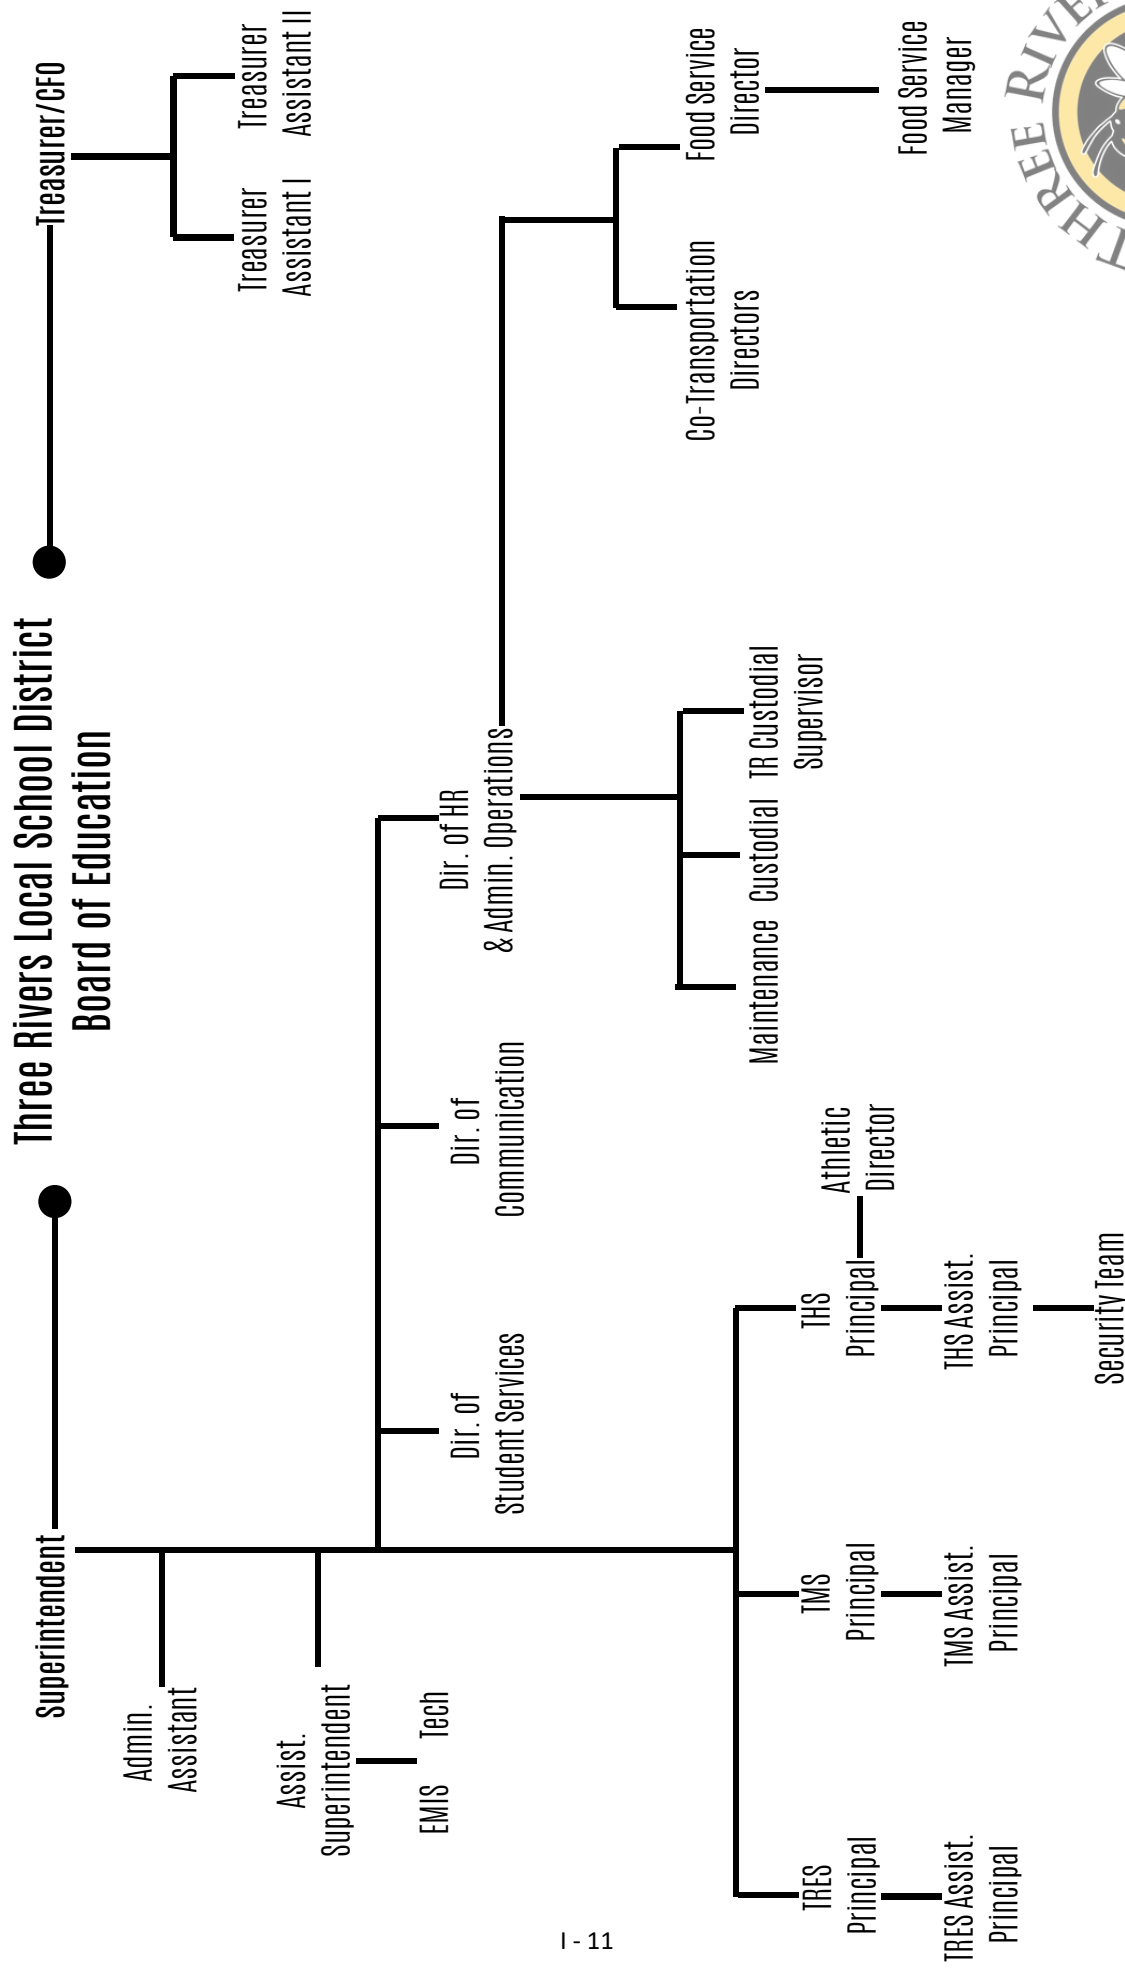 Three Rivers Local School District
Board of Education
Superintendent
Treasurer/CFO
Admin.
Assistant
Treasurer
Assistant I
Treasurer
Assistant II
Assist.
Superintendent
EMIS
Tech
Dir. of
Student Services
Dir. of
Communication
Dir. of HR
& Admin. Operations
Co-Transportation
Directors
Food Service
Director
Food Service
Manager
Maintenance
Custodial
TR Custodial
Supervisor
TRES
Principal
TRES Assist.
Principal
TMS
Principal
TMS Assist.
Principal
THS
Principal
Athletic
Director
THS Assist.
Principal
Security Team
THREE
I - 11